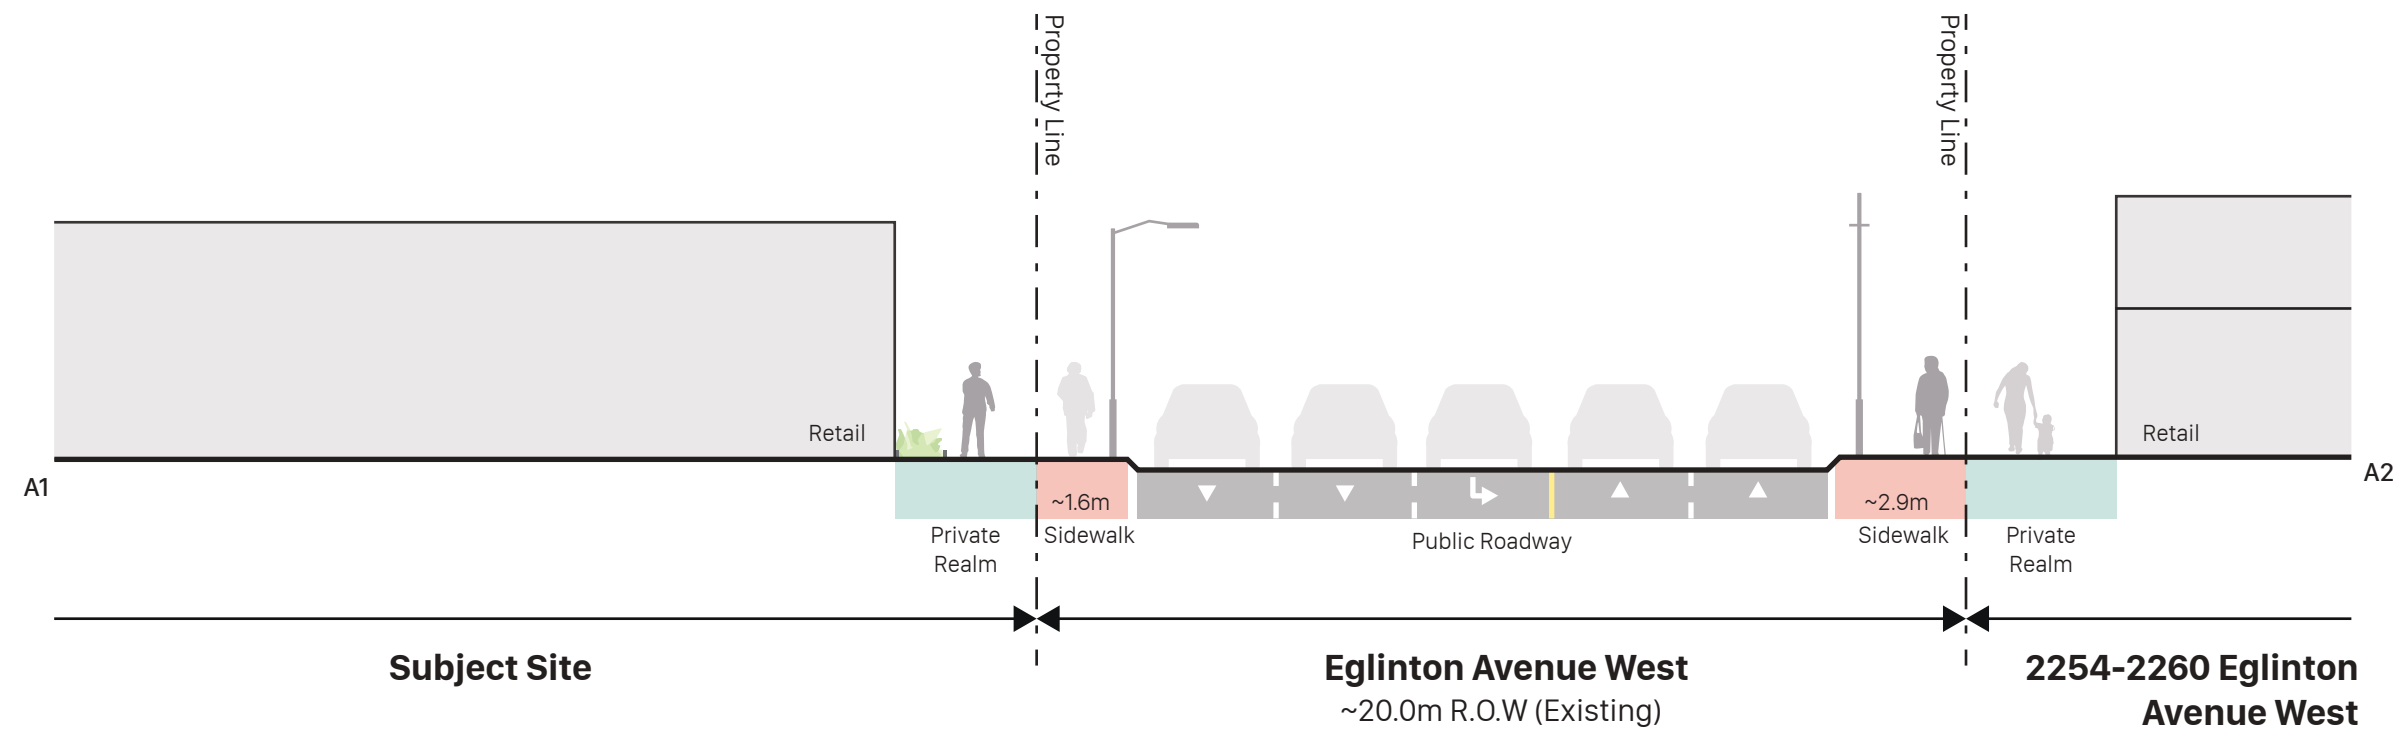 Property Line
Property Line
Retail
Retail
A1
A2
~1.6m
~2.9m
Private
Realm
Sidewalk
Public Roadway
Sidewalk
Private
Realm
Subject Site
Eglinton Avenue West
~20.0m R.O.W (Existing)
2254-2260 Eglinton
Avenue West